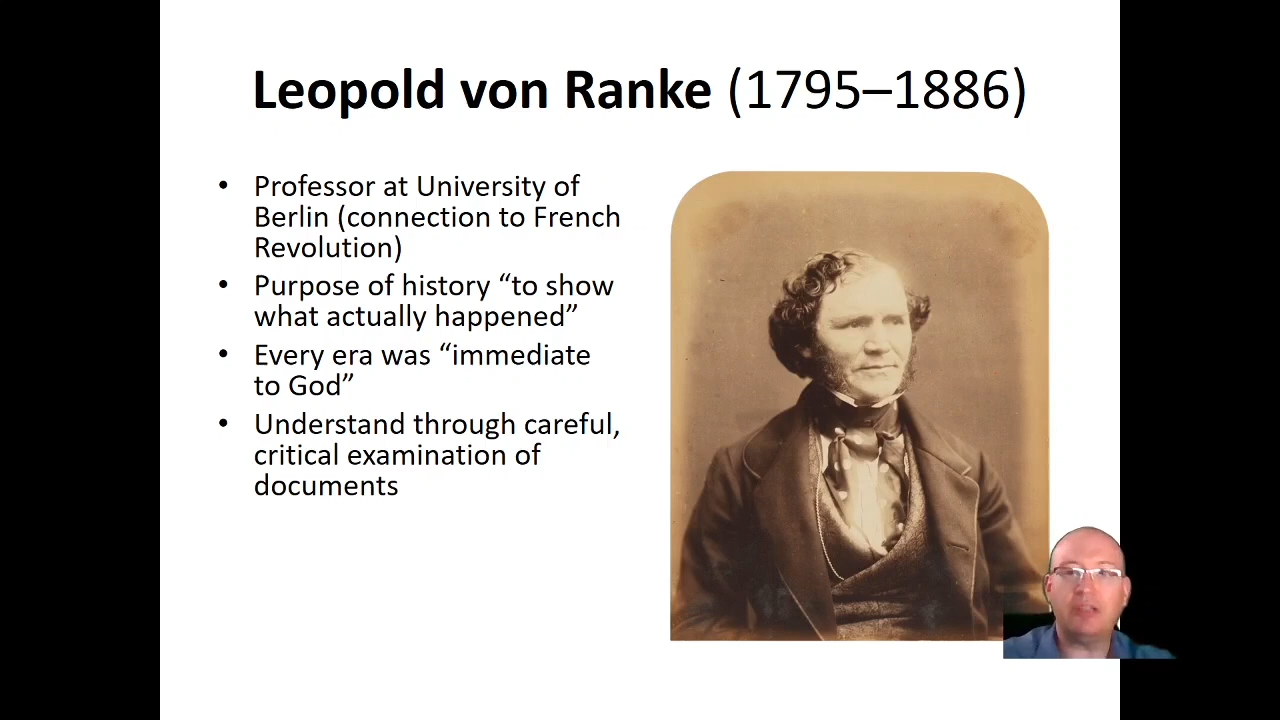 Leopold von Ranke (1795–1886)
• Professor at University of
Berlin (connection to French
Revolution)
• Purpose of history “to show
what actually happened”
• Every era was “immediate
to God”
• Understand through careful,
critical examination of
documents